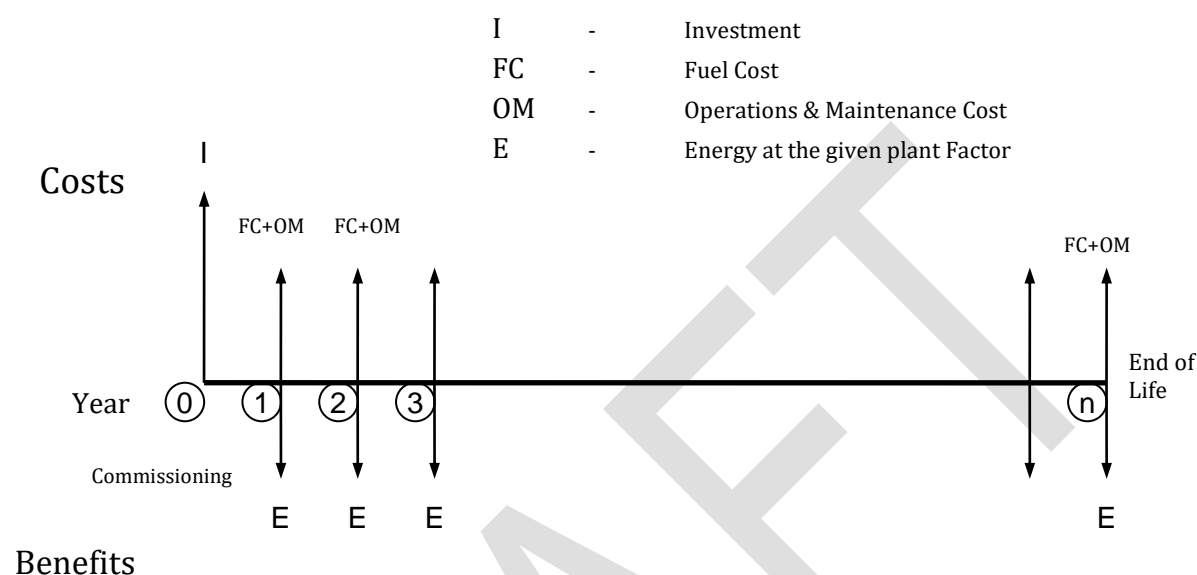 I - Investment
FC - Fuel Cost
OM - Operations & Maintenance Cost
E - Energy at the given plant Factor
I
Costs
FC+OM FC+OM FC+OM
End of
Life
Year 0 1 2 3 n
Commissioning
E E E E
Benefits